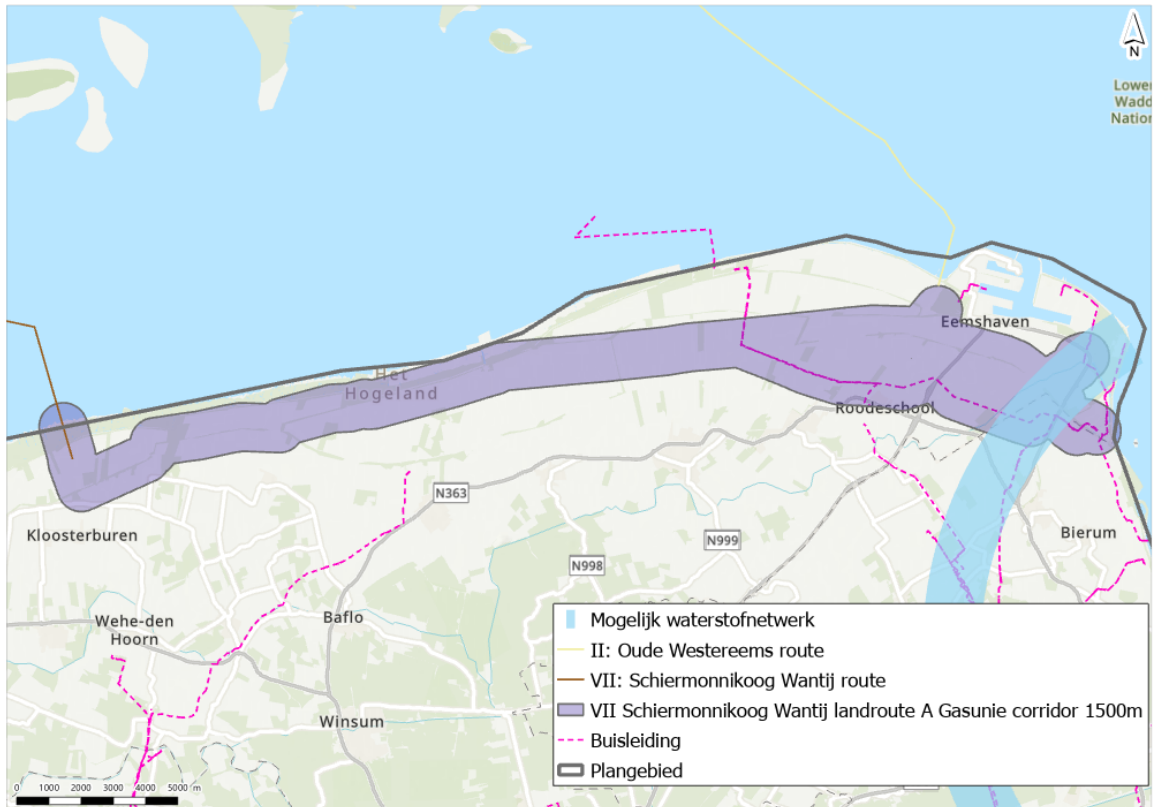 N
Lower
Wadd
Nation
Eemshaven
Het
Hogeland
Roodeschool
N363
Kloosterburen
N999
Bierum
N998
Wehe-den
Hoorn
Baflo
Winsum
Mogelijk waterstofnetwerk
II: Oude Westereems route
VII: Schiermonnikoog Wantij route
VII Schiermonnikoog Wantij landroute A Gasunie corridor 1500m
Buisleiding
Plangebied
0 1000 2000 3000 4000 5000 m